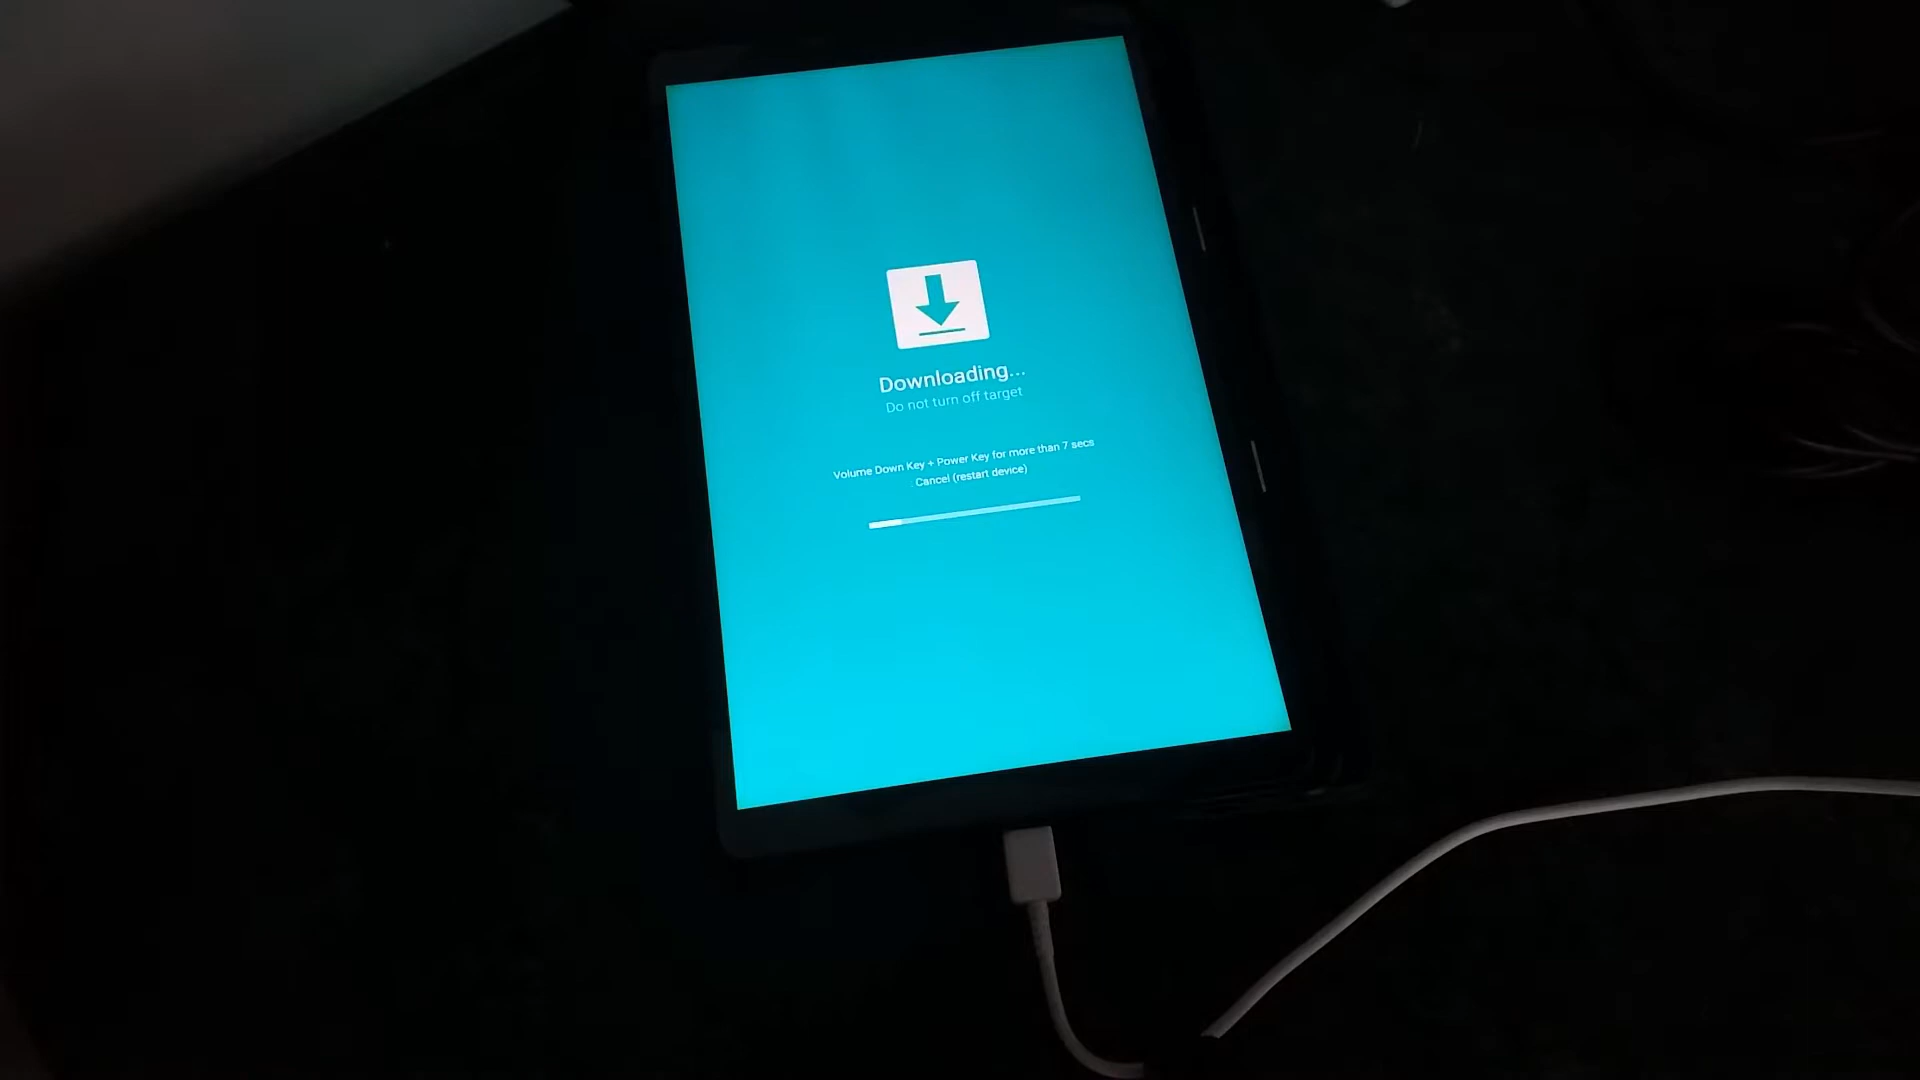 Downloading...
Do not turn off target
Volume Down Key + Power Key for more than 7 secs
: Cancel (restart device)